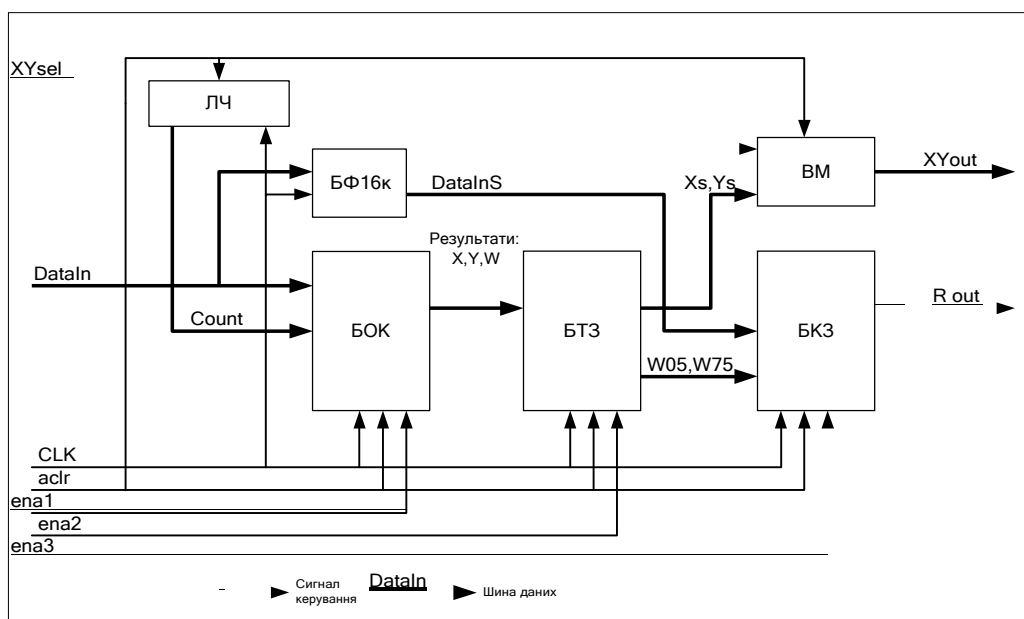 XYsel
ЛЧ
БФ16к
DataInS
Xs,Ys
ВМ
XYout
Результати:
X,Y,W
DataIn
Count
БОК
БТЗ
БКЗ
R out
W05,W75
CLK
aclr
ena1
ena2
ena3
Сигнал
керування
DataIn
Шина даних